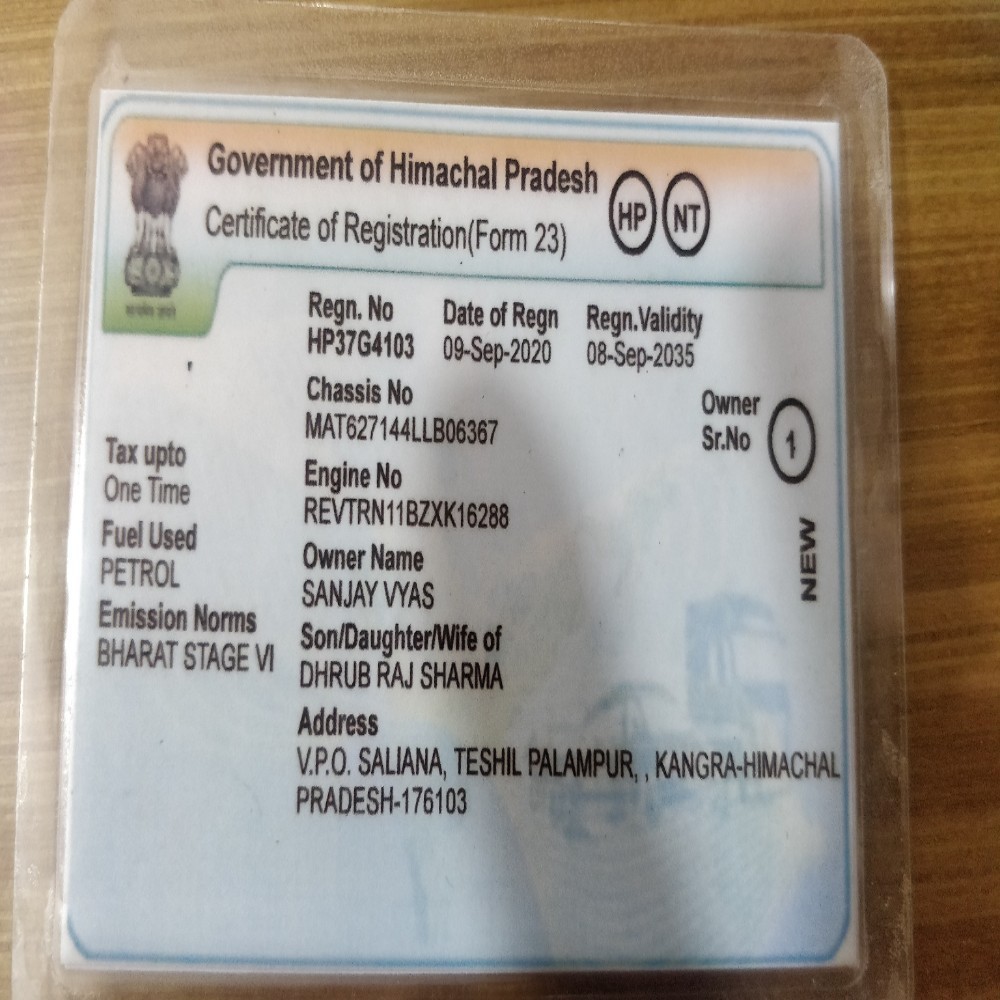 Government of Himachal Pradesh
Certificate of Registration(Form 23)
HP NT
Regn. No Date of Regn Regn.Validity
HP37G4103 09-Sep-2020 08-Sep-2035
Chassis No
MAT627144LLB06367
Owner
Sr.No 1
Tax upto
One Time
Engine No
REVTRN11BZXK16288
Fuel Used
PETROL
Owner Name
SANJAY VYAS
NEW
Emission Norms
BHARAT STAGE VI
Son/Daughter/Wife of
DHRUB RAJ SHARMA
Address
V.P.O. SALIANA, TESHIL PALAMPUR, , KANGRA-HIMACHAL
PRADESH-176103